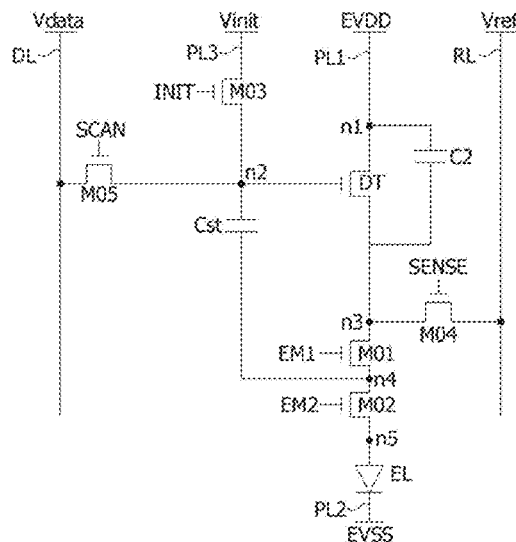 Vdata
Vinit
EVDD
Vref
DL
PL3
PL1
RL
INIT
M03
n1
C2
SCAN
n2
DT
M05
Cst
SENSE
n3
M04
EM1
M01
n4
EM2
M02
n5
EL
PL2
EVSS